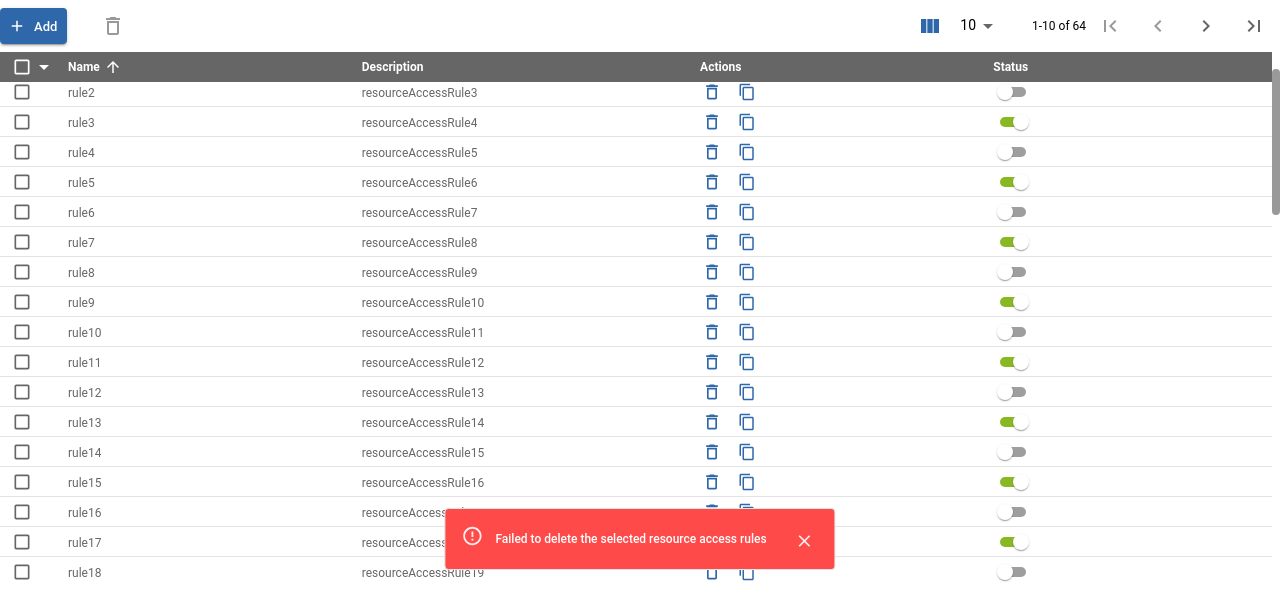 Add 10 1-10 of 64
Name Description Actions Status
rule2 resourceAccessRule3
rule3 resourceAccessRule4
rule4 resourceAccessRule5
rule5 resourceAccessRule6
rule6 resourceAccessRule7
rule7 resourceAccessRule8
rule8 resourceAccessRule9
rule9 resourceAccessRule10
rule10 resourceAccessRule11
rule11 resourceAccessRule12
rule12 resourceAccessRule13
rule13 resourceAccessRule14
rule14 resourceAccessRule15
rule15 resourceAccessRule16
rule16 resourceAccess
Failed to delete the selected resource access rules
rule17 resourceAccess
rule18 resourceAccessRule19